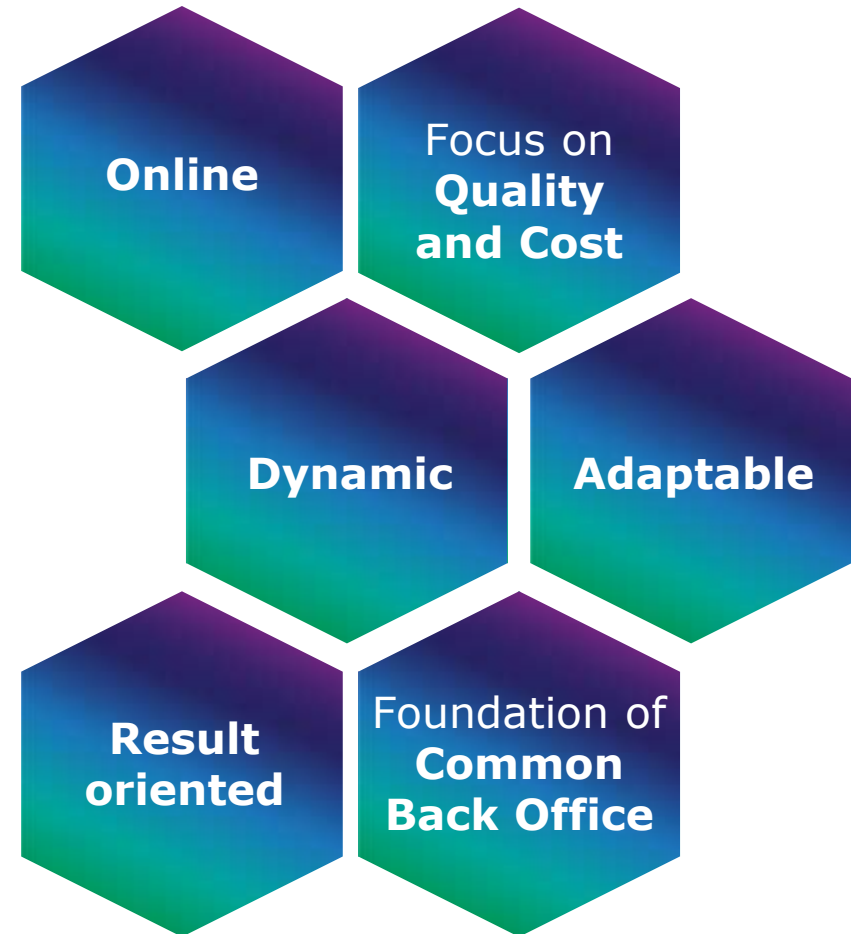 Online
Focus on
Quality
and Cost
Dynamic
Adaptable
Result
oriented
Foundation of
Common
Back Office